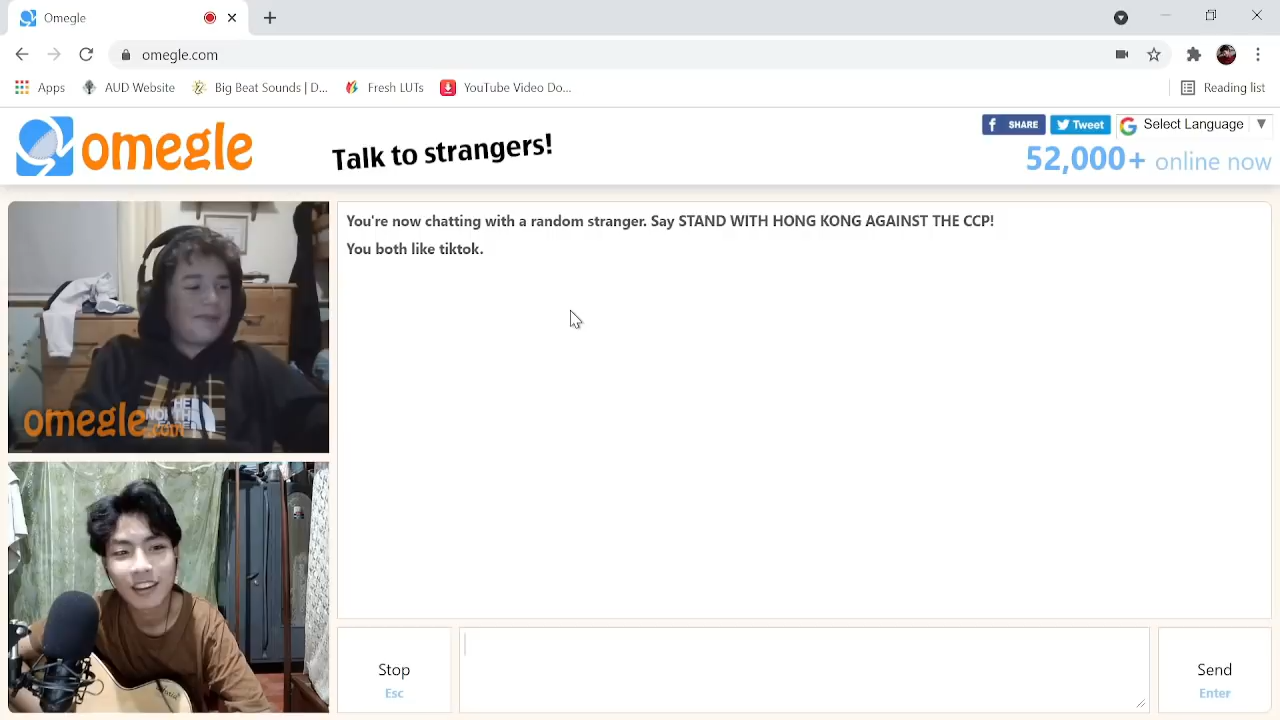 Omegle
omegle.com
Apps
AUD Website
Big Beat Sounds | D...
Fresh LUTs
YouTube Video Do...
Reading list
omegle
Talk to strangers!
SHARE
Tweet
Select Language
52,000+ online now
You're now chatting with a random stranger. Say STAND WITH HONG KONG AGAINST THE CCP!
You both like tiktok.
omegle.com
Stop
Esc
Send
Enter